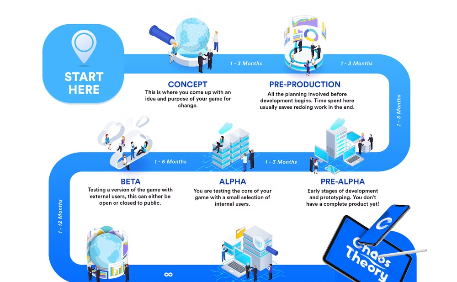 START
HERE
1 - 3 Months
1 - 3 Months
CONCEPT
This is where you come up with an
idea and purpose of your game for
change.
PRE-PRODUCTION
All the planning involved before
development begins. Time spent here
usually saves redoing work in the end.
1 - 6 Months
1 - 3 Months
BETA
Testing a version of the game with
external users, this can either be
open or closed to public.
ALPHA
You are testing the core of your
game with a small selection of
internal users.
PRE-ALPHA
Early stages of development
and prototyping. You don't
have a complete product yet!
1 - 12 Months
∞
Chaos
Theory